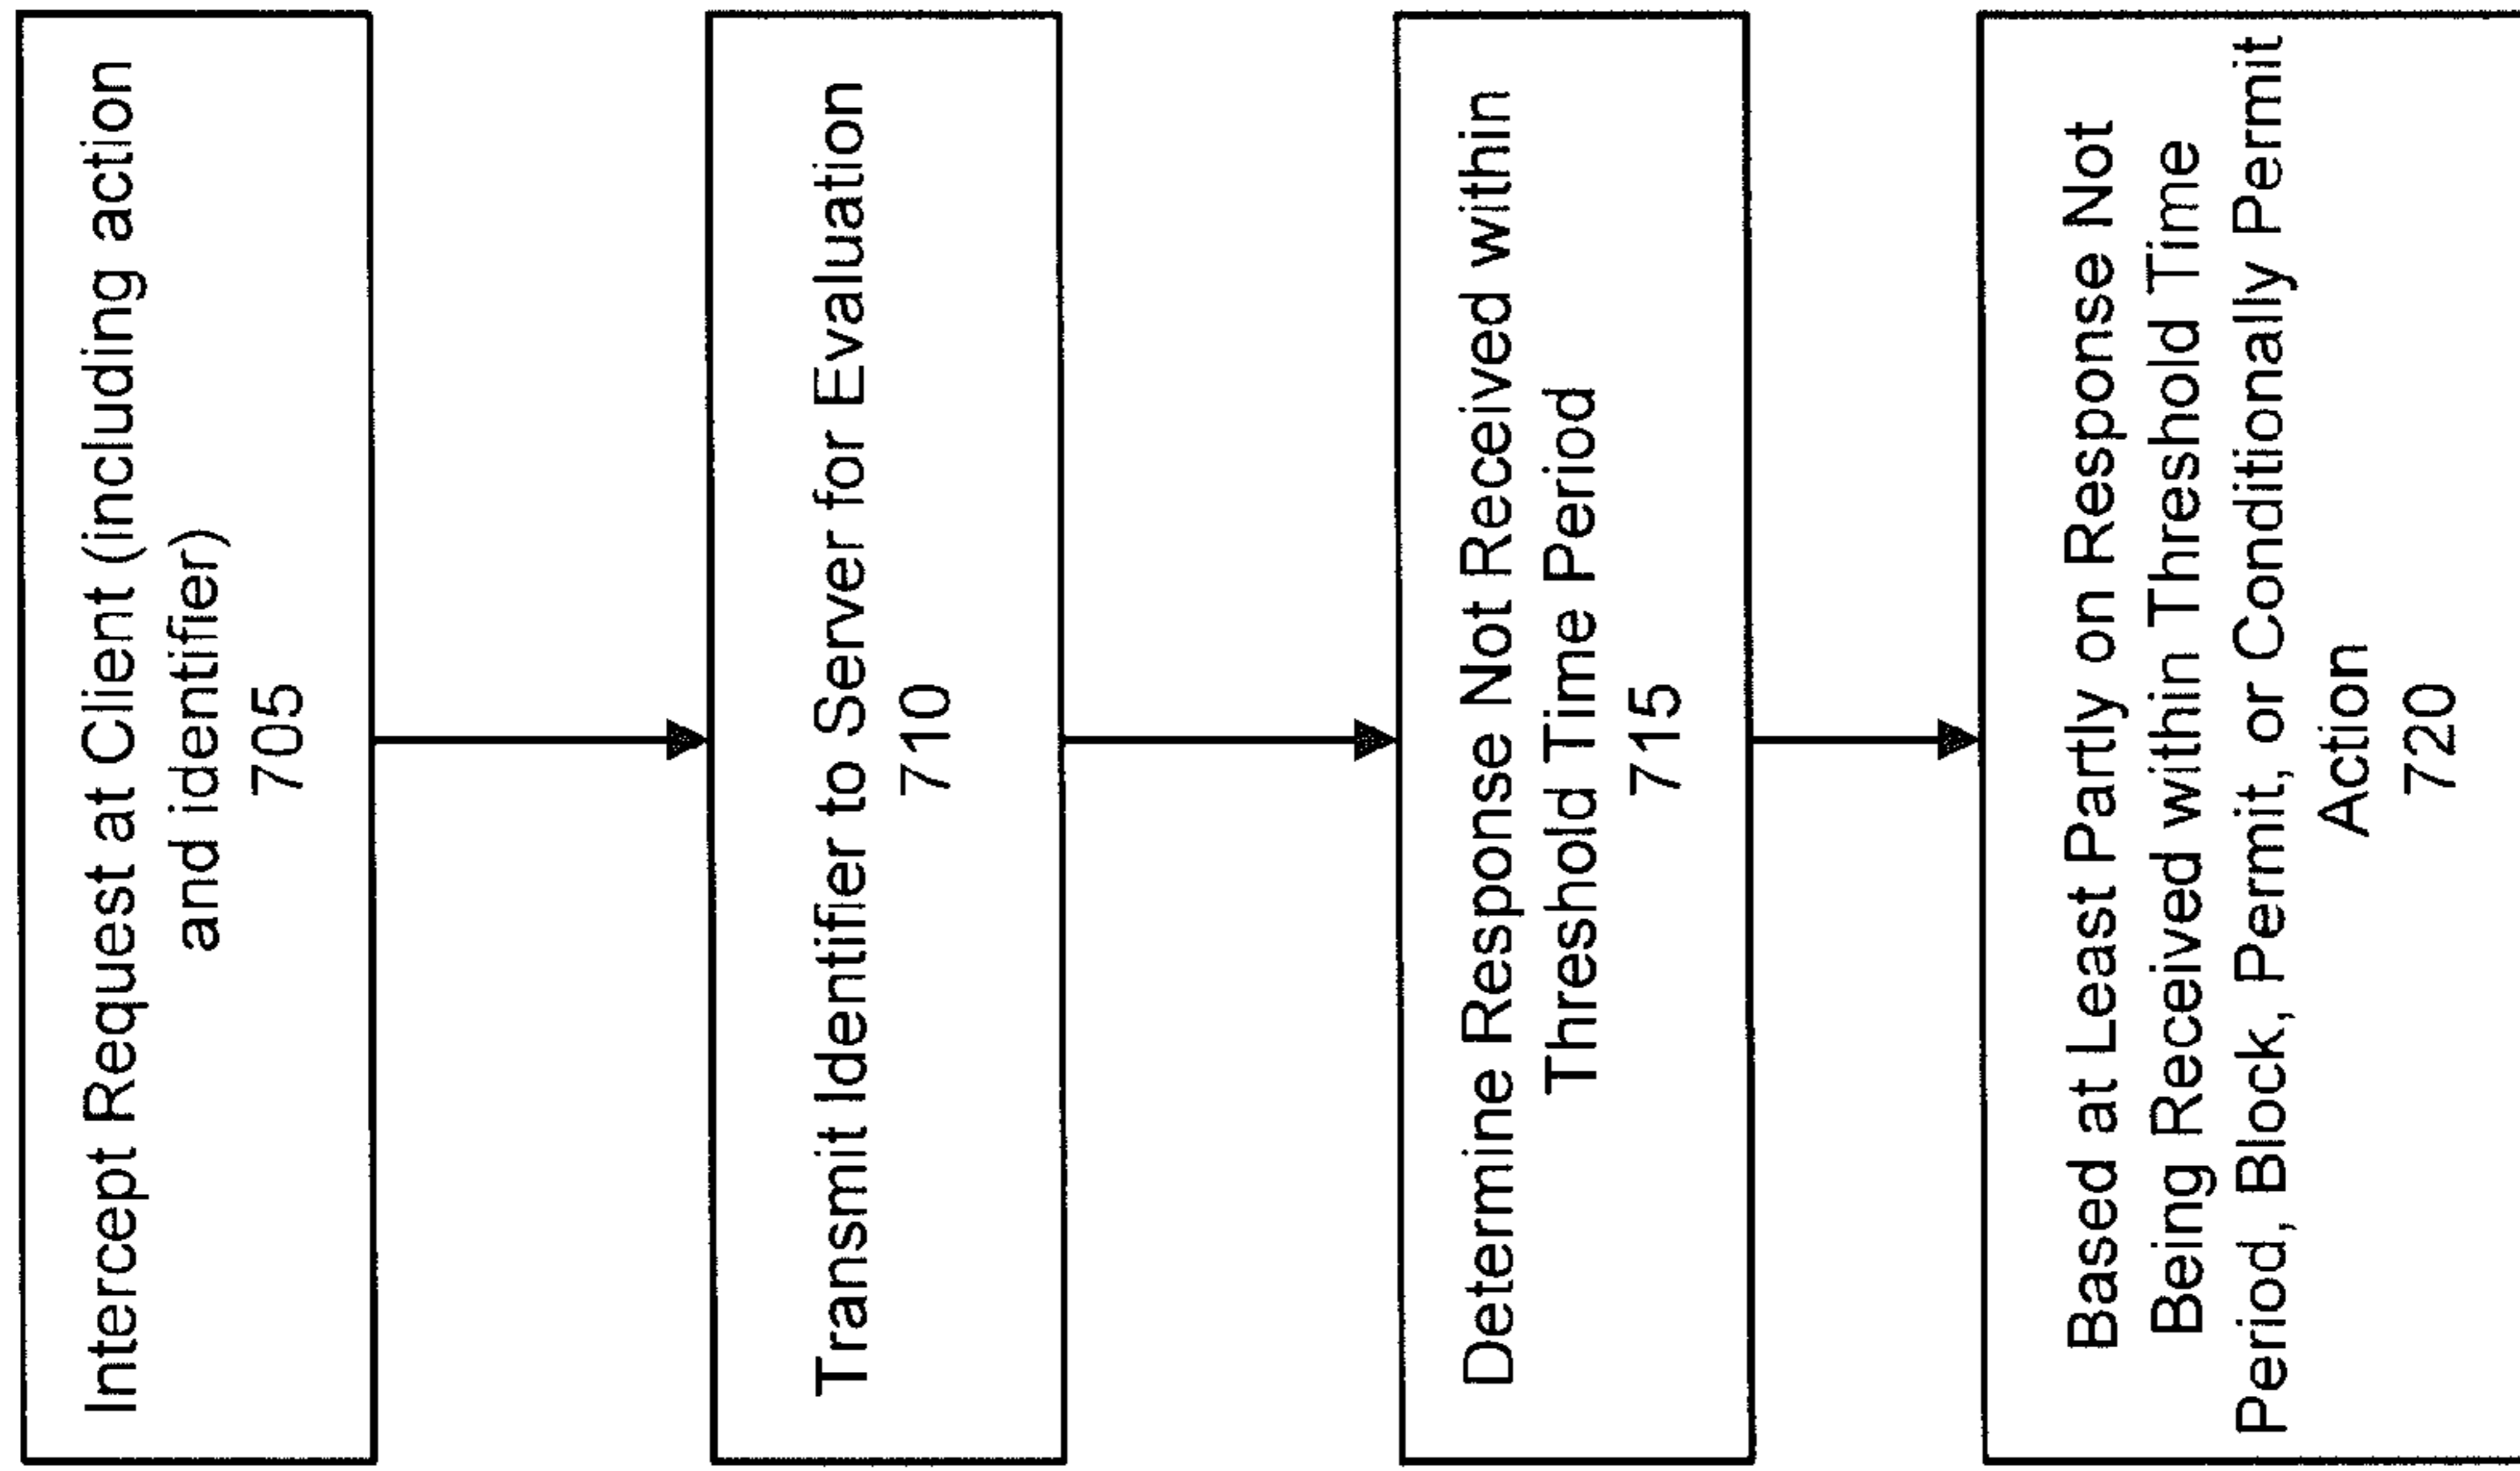 Intercept Request at Client (including action
and identifier)
705
Transmit Identifier to Server for Evaluation
710
Determine Response Not Received within
Threshold Time Period
715
Based at Least Partly on Response Not
Being Received within Threshold Time
Period, Block, Permit, or Conditionally Permit
Action
720